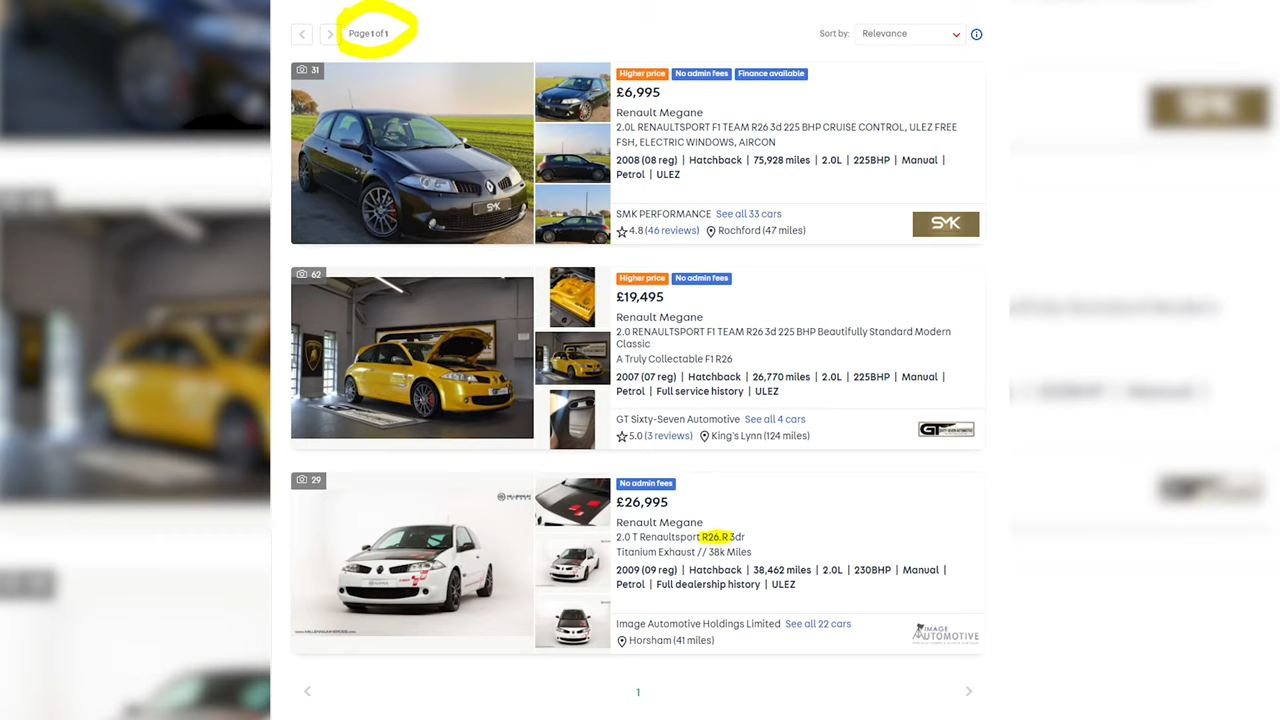 Page 1 of 1
Sort by: Relevance
31
Higher price No admin fees Finance available
£6,995
Renault Megane
2.0L RENAULTSPORT F1 TEAM R26 3d 225 BHP CRUISE CONTROL, ULEZ FREE
FSH, ELECTRIC WINDOWS, AIRCON
2008 (08 reg) | Hatchback | 75,928 miles | 2.0L | 225BHP | Manual |
Petrol | ULEZ
SMK
SMK PERFORMANCE See all 33 cars
4.8 (46 reviews) Rochford (47 miles)
SMK
62
Higher price No admin fees
£19,495
Renault Megane
2.0 RENAULTSPORT F1 TEAM R26 3d 225 BHP Beautifully Standard Modern
Classic
A Truly Collectable F1 R26
2007 (07 reg) | Hatchback | 26,770 miles | 2.0L | 225BHP | Manual |
Petrol | Full service history | ULEZ
GT Sixty-Seven Automotive See all 4 cars
5.0 (3 reviews) King's Lynn (124 miles)
GT
29
No admin fees
£26,995
Renault Megane
2.0 T Renaultsport R26.R 3dr
Titanium Exhaust // 38k Miles
2009 (09 reg) | Hatchback | 38,462 miles | 2.0L | 230BHP | Manual |
Petrol | Full dealership history | ULEZ
Image Automotive Holdings Limited See all 22 cars
Horsham (41 miles)
IMAGE
AUTOMOTIVE
1